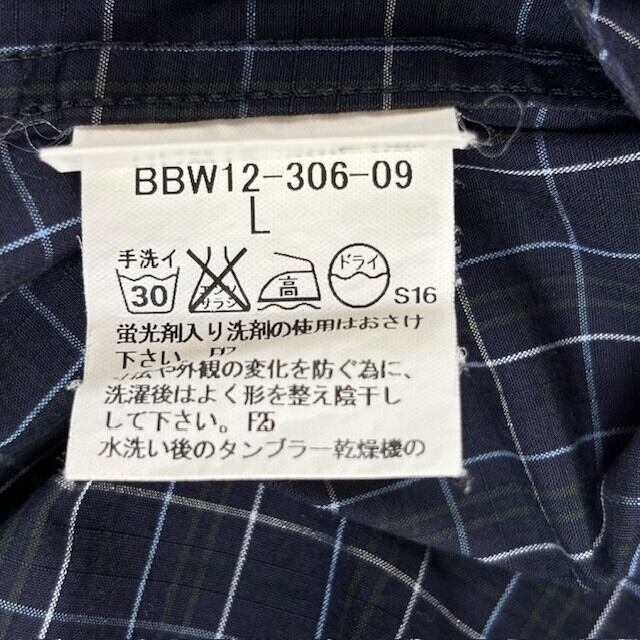 BBW12-306-09
L
手洗イ
30
サラシ
高
ドライ
S16
蛍光剤入り洗剤の使用はおさけ
下さい。
や外観の変化を防ぐ為に、
洗濯後はよく形を整え陰干し
して下さい。F25
水洗い後のタンブラー乾燥機の